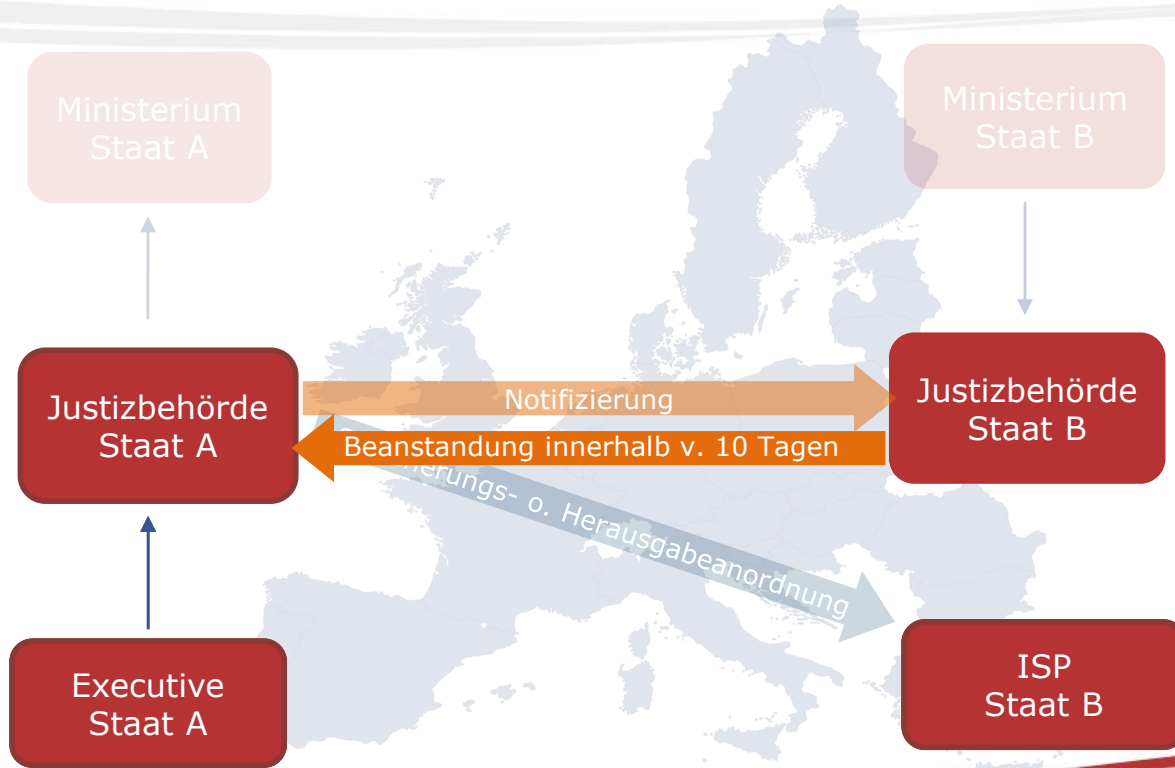 Ministerium
Staat A
Ministerium
Staat B
Justizbehörde
Staat A
Notifizierung
Beanstandung innerhalb v. 10 Tagen
Justizbehörde
Staat B
o. Herausgabeanordnung
Executive
Staat A
ISP
Staat B